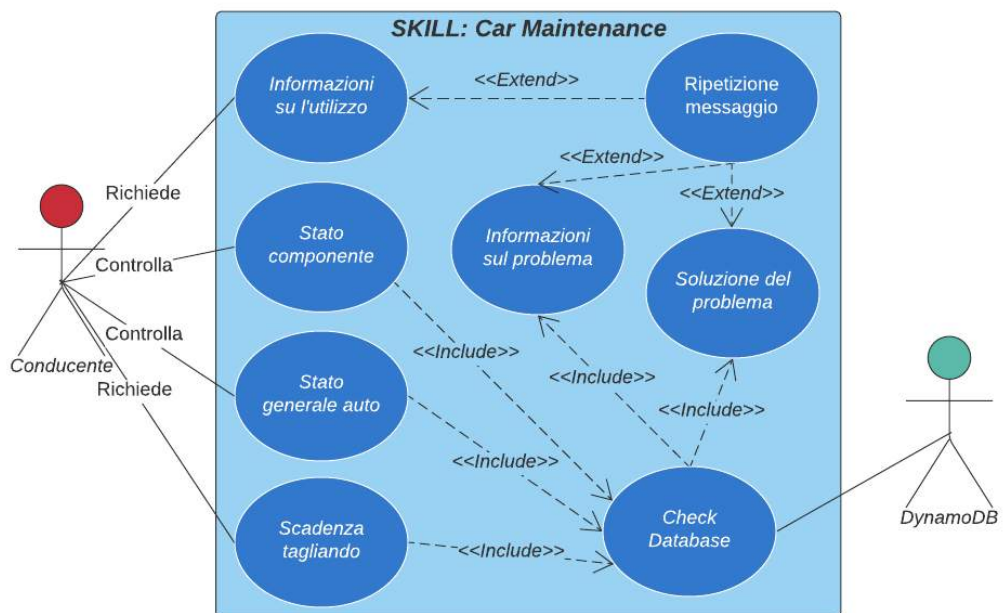 SKILL: Car Maintenance
Informazioni
su l'utilizzo
<<Extend>>
Ripetizione
messaggio
<<Extend>>
<<Extend>>
Richiede
Stato
componente
Informazioni
sul problema
Soluzione del
problema
Controlla
Controlla
Conducente
Richiede
<<Include>>
<<Include>>
<<Include>>
Stato
generale auto
<<Include>>
Scadenza
tagliando
<<Include>>
Check
Database
DynamoDB